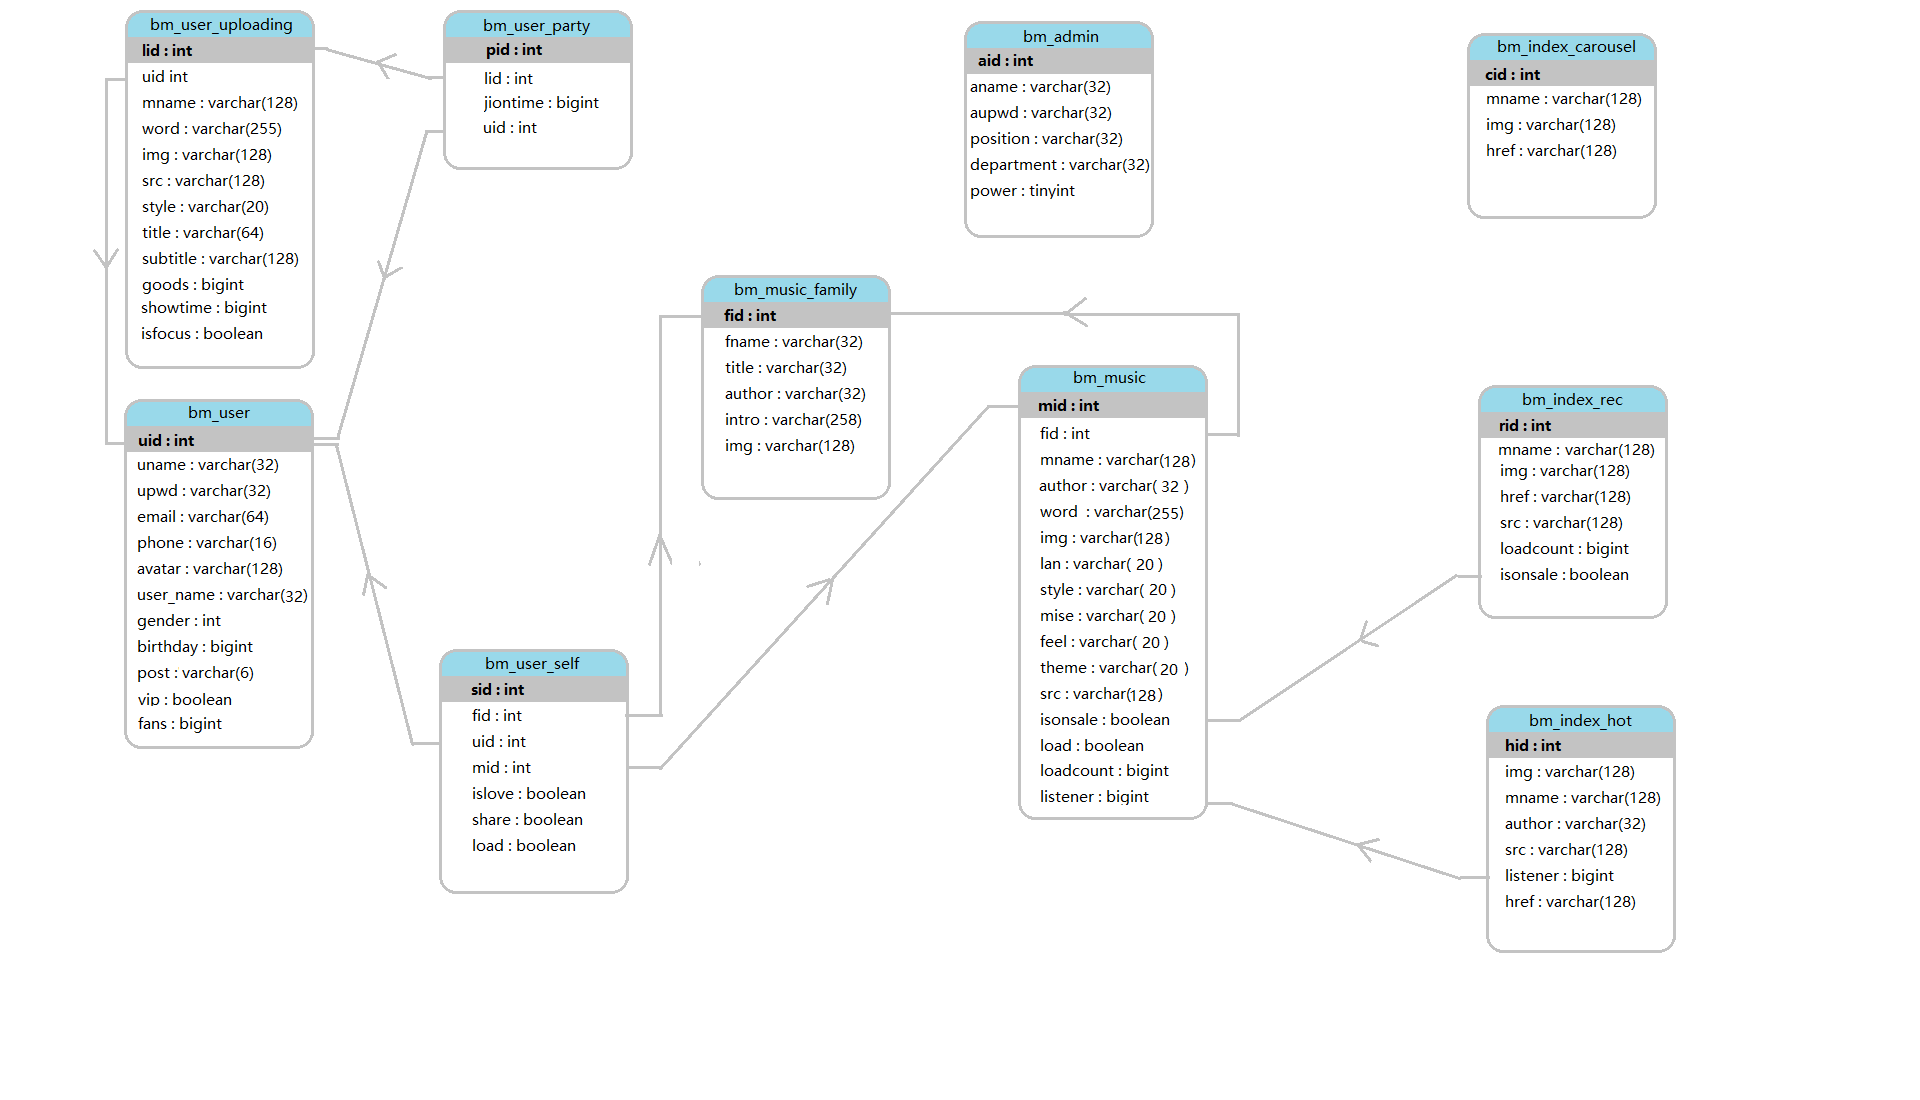 bm_user_uploading
lid : int
uid int
mname : varchar(128)
word : varchar(255)
img : varchar(128)
src : varchar(128)
style : varchar(20)
title : varchar(64)
subtitle : varchar(128)
goods : bigint
showtime : bigint
isfocus : boolean
bm_user_party
pid : int
lid : int
jiontime : bigint
uid : int
bm_admin
aid : int
aname : varchar(32)
aupwd : varchar(32)
position : varchar(32)
department : varchar(32)
power : tinyint
bm_index_carousel
cid : int
mname : varchar(128)
img : varchar(128)
href : varchar(128)
bm_music_family
fid : int
fname : varchar(32)
title : varchar(32)
author : varchar(32)
intro : varchar(258)
img : varchar(128)
bm_user
uid : int
uname : varchar(32)
upwd : varchar(32)
email : varchar(64)
phone : varchar(16)
avatar : varchar(128)
user_name : varchar(32)
gender : int
birthday : bigint
post : varchar(6)
vip : boolean
fans : bigint
bm_user_self
sid : int
fid : int
uid : int
mid : int
islove : boolean
share : boolean
load : boolean
bm_music
mid : int
fid : int
mname : varchar(128)
author : varchar( 32 )
word : varchar(255)
img : varchar(128)
lan : varchar( 20 )
style : varchar( 20 )
mise : varchar( 20 )
feel : varchar( 20 )
theme : varchar( 20 )
src : varchar(128)
isonsale : boolean
load : boolean
loadcount : bigint
listener : bigint
bm_index_rec
rid : int
mname : varchar(128)
img : varchar(128)
href : varchar(128)
src : varchar(128)
loadcount : bigint
isonsale : boolean
bm_index_hot
hid : int
img : varchar(128)
mname : varchar(128)
author : varchar(32)
src : varchar(128)
listener : bigint
href : varchar(128)